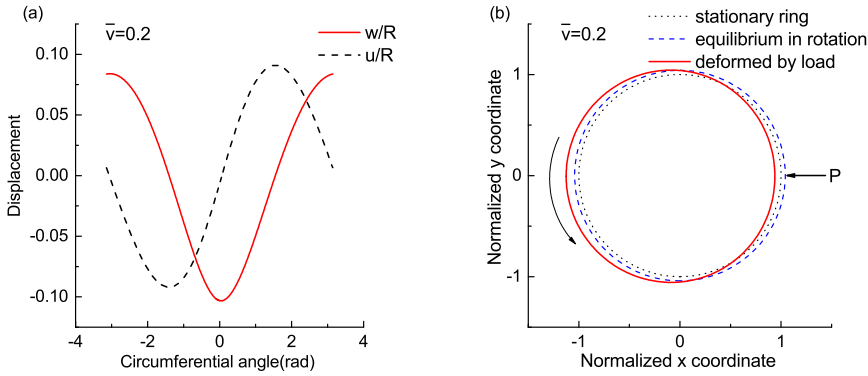 (a)
v̄=0.2
w/R
u/R
0.10
0.05
0.00
-0.05
-0.10
Displacement
-4
-2
0
2
4
Circumferential angle(rad)
(b)
v̄=0.2
stationary ring
equilibrium in rotation
deformed by load
1
0
-1
Normalized y coordinate
P
-1
0
1
Normalized x coordinate